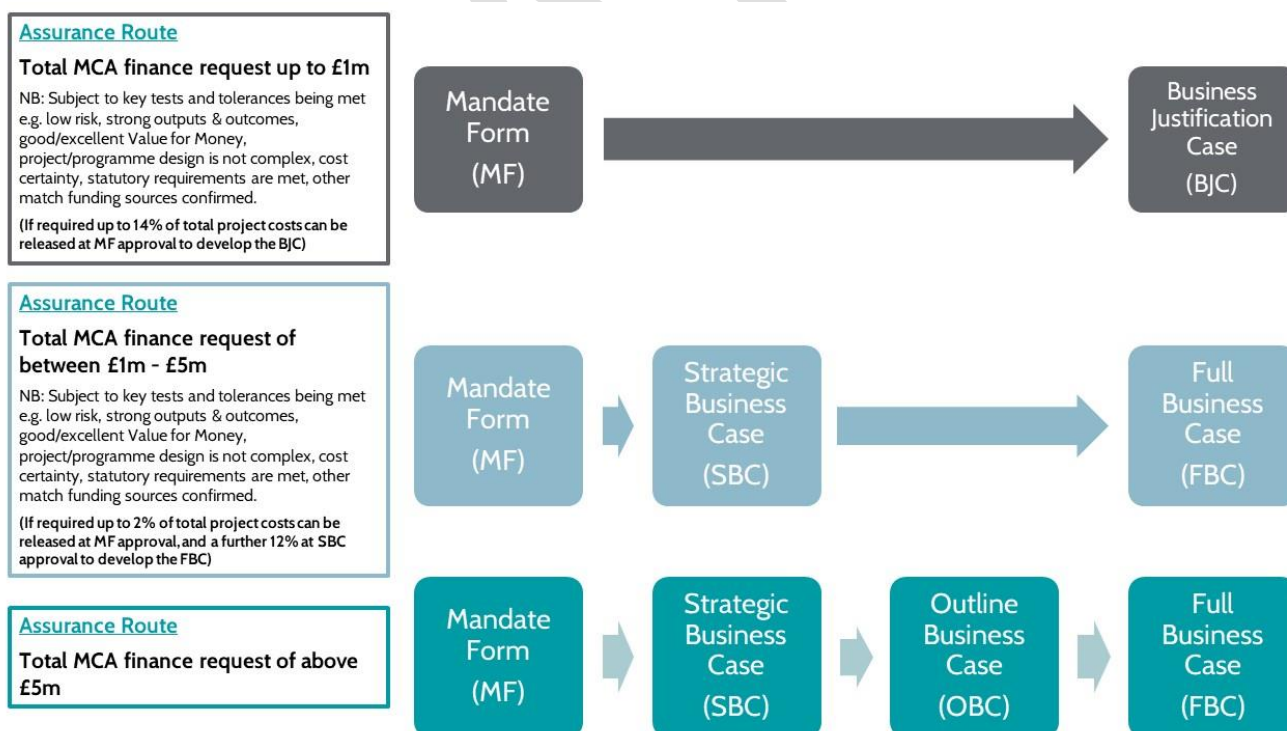 Assurance Route
Total MCA finance request up to £1m
NB: Subject to key tests and tolerances being met
e.g. low risk, strong outputs & outcomes,
good/excellent Value for Money,
project/programme design is not complex, cost
certainty, statutory requirements are met, other
match funding sources confirmed.
(If required up to 14% of total project costs can be
released at MF approval to develop the BJC)
Mandate
Form
(MF)
Business
Justification
Case
(BJC)
Assurance Route
Total MCA finance request of
between £1m - £5m
NB: Subject to key tests and tolerances being met
e.g. low risk, strong outputs & outcomes,
good/excellent Value for Money,
project/programme design is not complex, cost
certainty, statutory requirements are met, other
match funding sources confirmed.
(If required up to 2% of total project costs can be
released at MF approval, and a further 12% at SBC
approval to develop the FBC)
Mandate
Form
(MF)
Strategic
Business
Case
(SBC)
Full
Business
Case
(FBC)
Assurance Route
Total MCA finance request of above
£5m
Mandate
Form
(MF)
Strategic
Business
Case
(SBC)
Outline
Business
Case
(OBC)
Full
Business
Case
(FBC)